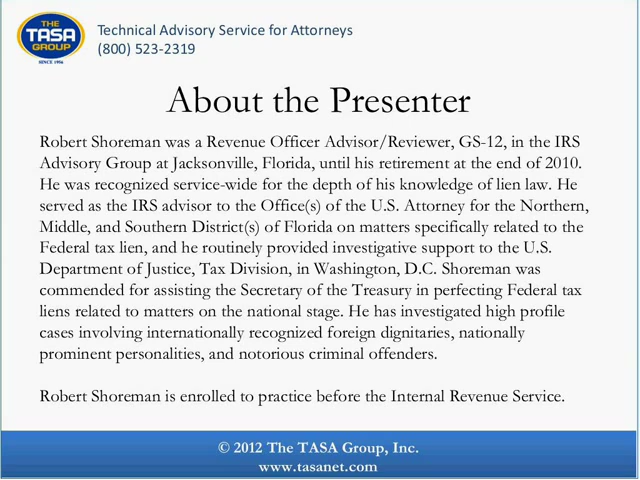 THE
TASA
GROUP
SINCE 1956
Technical Advisory Service for Attorneys
(800) 523-2319
About the Presenter
Robert Shoreman was a Revenue Officer Advisor/Reviewer, GS-12, in the IRS
Advisory Group at Jacksonville, Florida, until his retirement at the end of 2010.
He was recognized service-wide for the depth of his knowledge of lien law. He
served as the IRS advisor to the Office(s) of the U.S. Attorney for the Northern,
Middle, and Southern District(s) of Florida on matters specifically related to the
Federal tax lien, and he routinely provided investigative support to the U.S.
Department of Justice, Tax Division, in Washington, D.C. Shoreman was
commended for assisting the Secretary of the Treasury in perfecting Federal tax
liens related to matters on the national stage. He has investigated high profile
cases involving internationally recognized foreign dignitaries, nationally
prominent personalities, and notorious criminal offenders.
Robert Shoreman is enrolled to practice before the Internal Revenue Service.
© 2012 The TASA Group, Inc.
www.tasanet.com